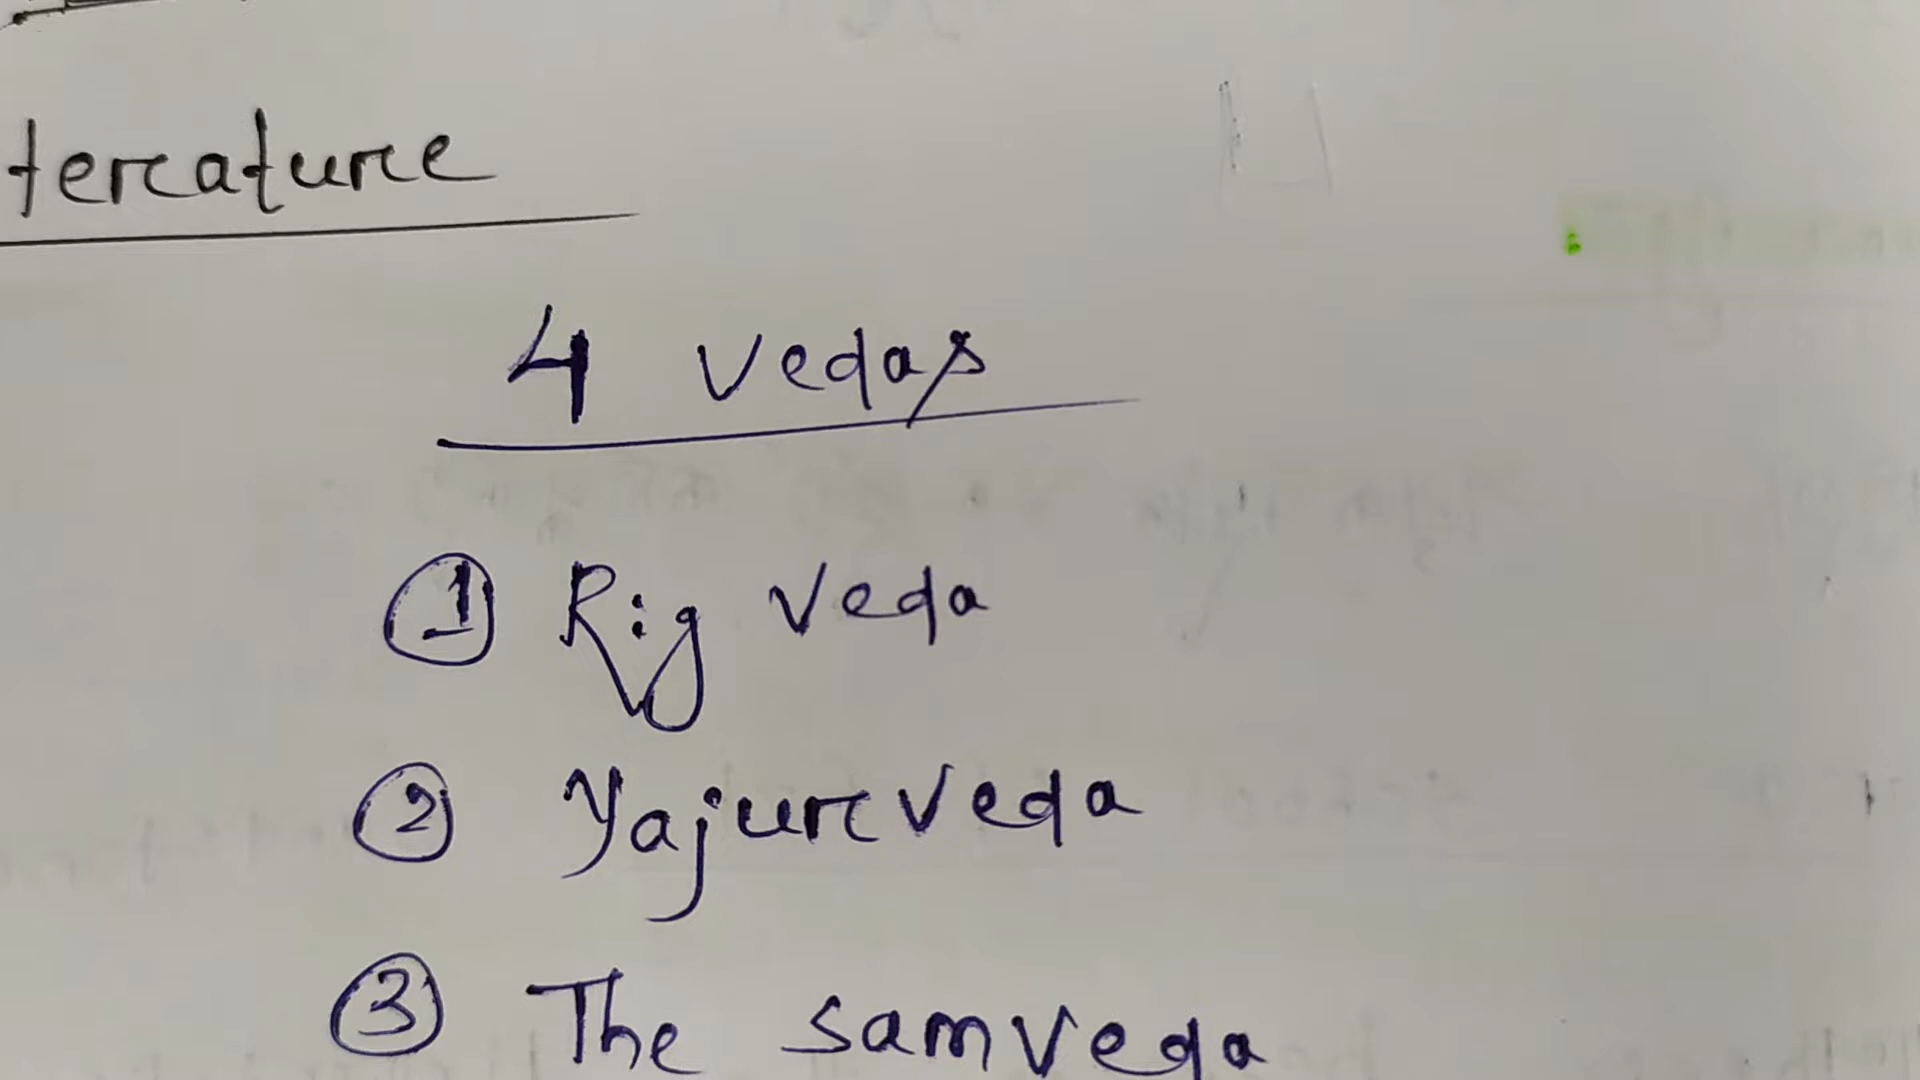 terature
4 vedas
① Rig veda
② Yajurveda
③ The samveda